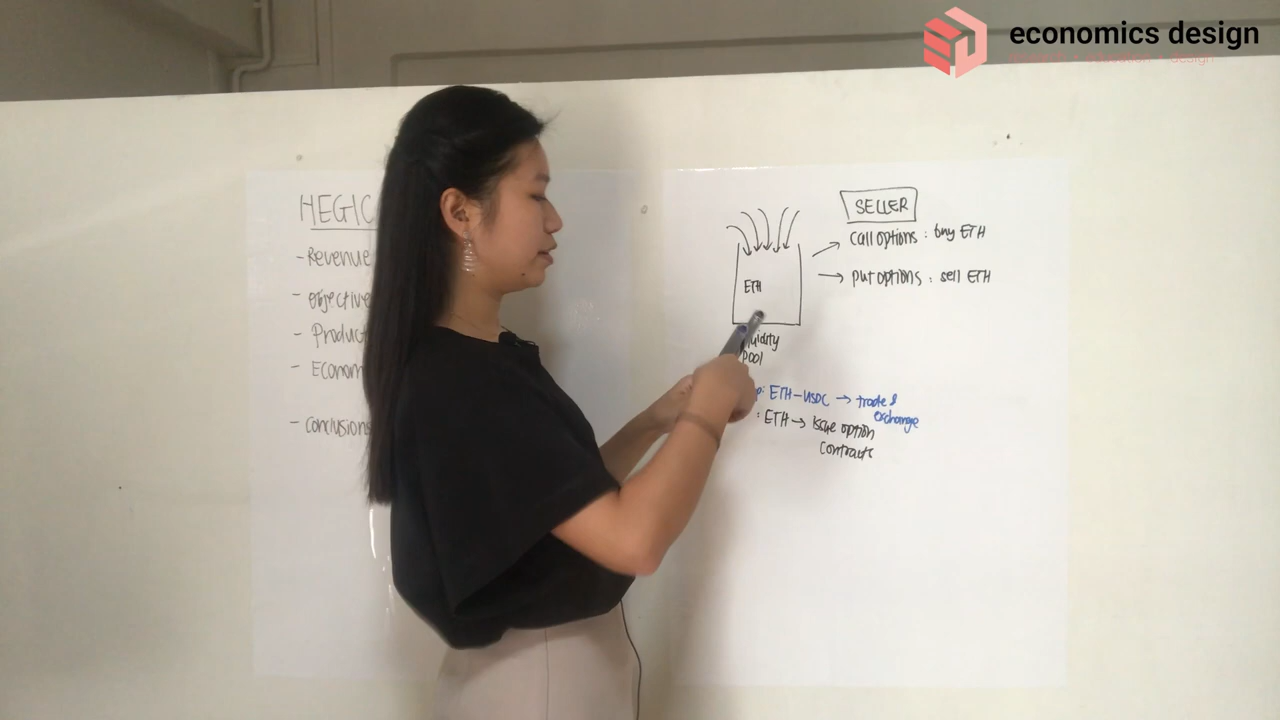 economics design
HEGIC
- Revenue
- Objective
- Product
- Econom
- Conclusions
SELLER
call options : buy ETH
put options : sell ETH
ETH
pool
ETH-USDC → trade &
exchange
: ETH → issue option
contracts